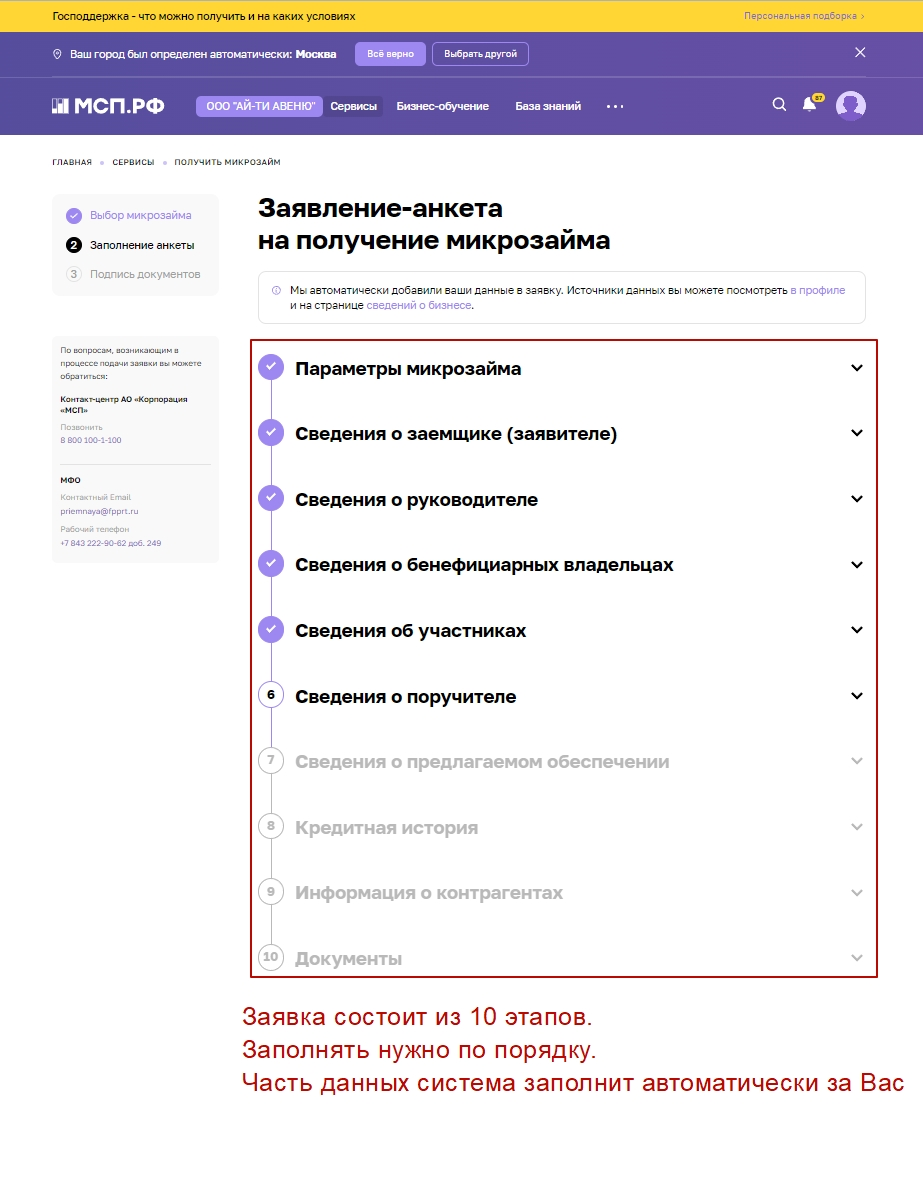 Господдержка - что можно получить и на каких условиях
Персональная подборка ›
Ваш город был определен автоматически: Москва
Всё верно
Выбрать другой
МСП.РФ
ООО "АЙ-ТИ АВЕНЮ"
Сервисы
Бизнес-обучение
База знаний
87
ГЛАВНАЯ • СЕРВИСЫ • ПОЛУЧИТЬ МИКРОЗАЙМ
Выбор микрозайма
2 Заполнение анкеты
3 Подпись документов
По вопросам, возникающим в
процессе подачи заявки вы можете
обратиться:
Контакт-центр АО «Корпорация
«МСП»
Позвонить
8 800 100-1-100
МФО
Контактный Email
priemnaya@fpprt.ru
Рабочий телефон
+7 843 222-90-62 доб. 249
Заявление-анкета
на получение микрозайма
Мы автоматически добавили ваши данные в заявку. Источники данных вы можете посмотреть в профиле
и на странице сведений о бизнесе.
Параметры микрозайма
Сведения о заемщике (заявителе)
Сведения о руководителе
Сведения о бенефициарных владельцах
Сведения об участниках
6 Сведения о поручителе
7 Сведения о предлагаемом обеспечении
8 Кредитная история
9 Информация о контрагентах
10 Документы
Заявка состоит из 10 этапов.
Заполнять нужно по порядку.
Часть данных система заполнит автоматически за Вас